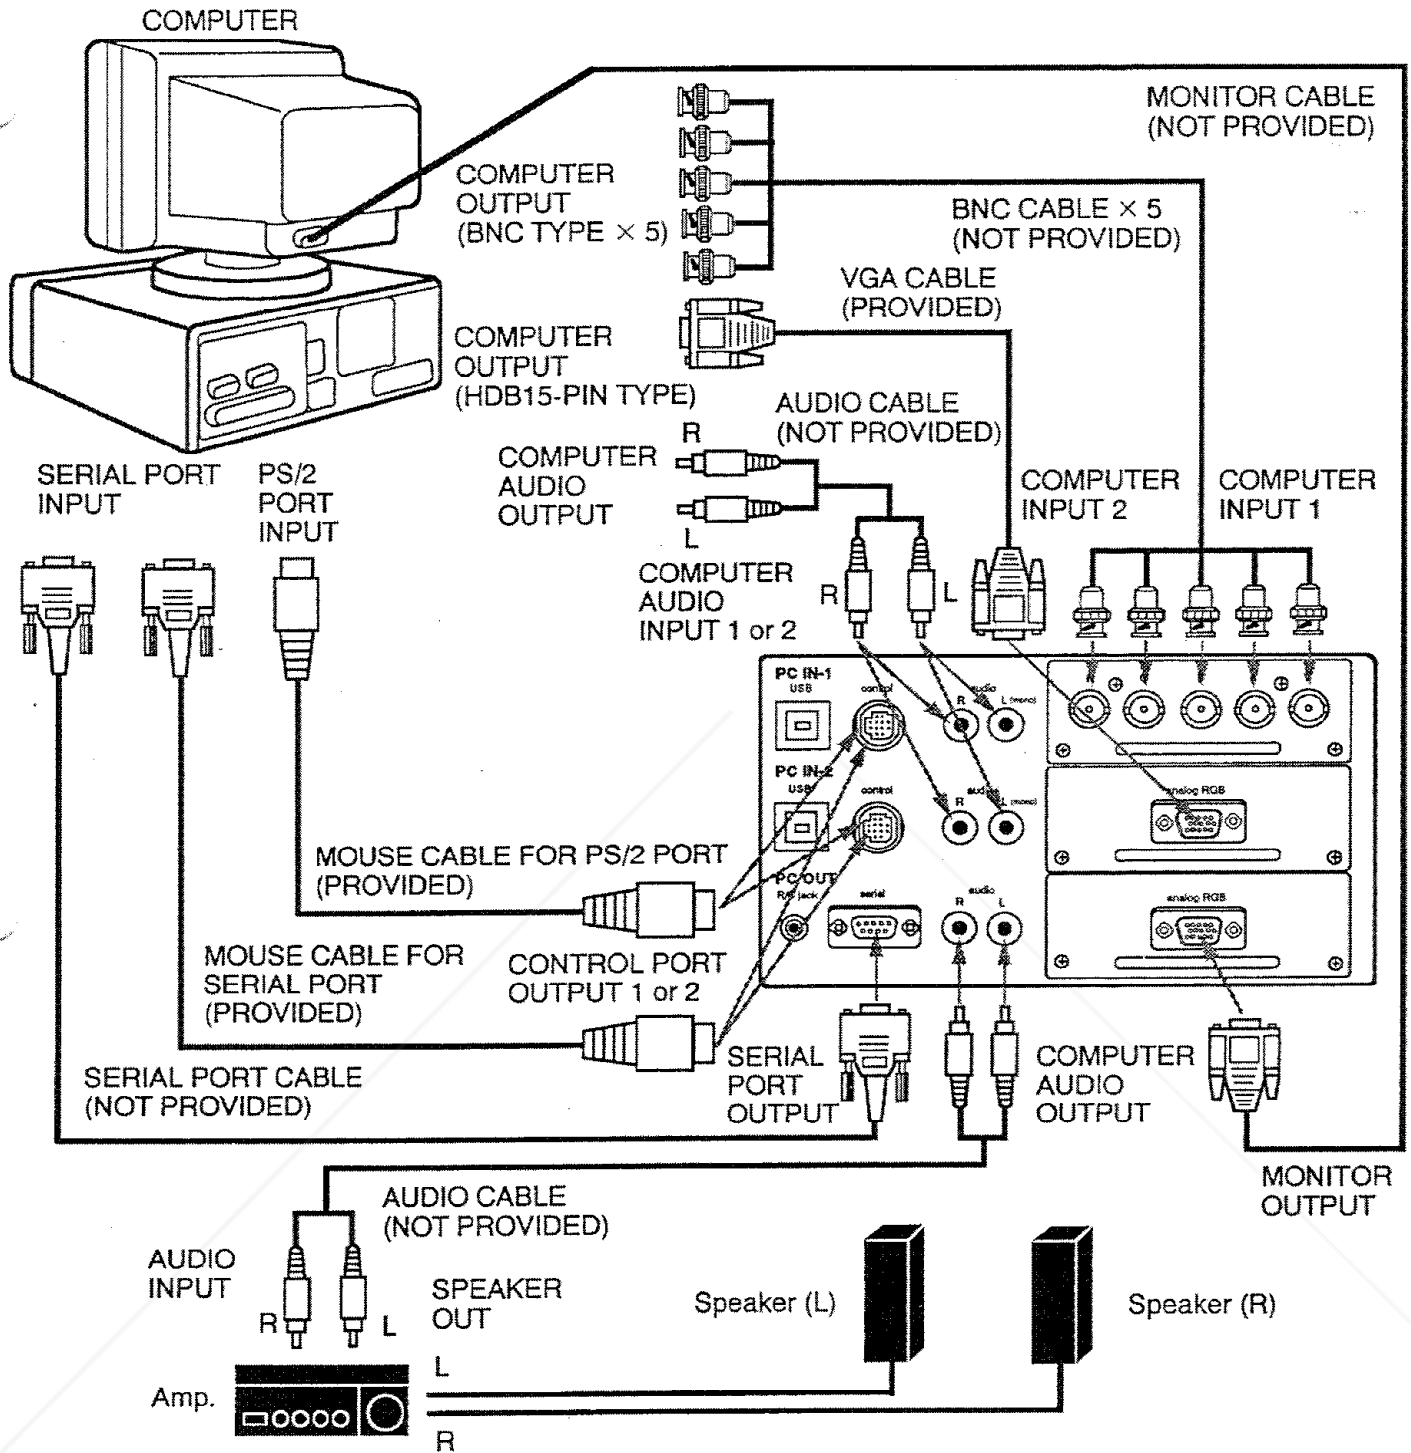 COMPUTER
MONITOR CABLE
(NOT PROVIDED)
COMPUTER
OUTPUT
(BNC TYPE × 5)
BNC CABLE × 5
(NOT PROVIDED)
VGA CABLE
(PROVIDED)
COMPUTER
OUTPUT
(HDB15-PIN TYPE)
AUDIO CABLE
(NOT PROVIDED)
R
COMPUTER
AUDIO
OUTPUT
L
SERIAL PORT
INPUT
PS/2
PORT
INPUT
COMPUTER
INPUT 2
COMPUTER
INPUT 1
COMPUTER
AUDIO
INPUT 1 or 2
R
L
PC IN-1
USB
control
audio
R
L (mono)
PC IN-2
USB
control
audio
R
L (mono)
analog RGB
PC OUT
R/C jack
serial
audio
R
L
analog RGB
MOUSE CABLE FOR PS/2 PORT
(PROVIDED)
MOUSE CABLE FOR
SERIAL PORT
(PROVIDED)
CONTROL PORT
OUTPUT 1 or 2
SERIAL PORT CABLE
(NOT PROVIDED)
SERIAL
PORT
OUTPUT
COMPUTER
AUDIO
OUTPUT
MONITOR
OUTPUT
AUDIO CABLE
(NOT PROVIDED)
AUDIO
INPUT
R
L
SPEAKER
OUT
Speaker (L)
Speaker (R)
Amp.
L
R